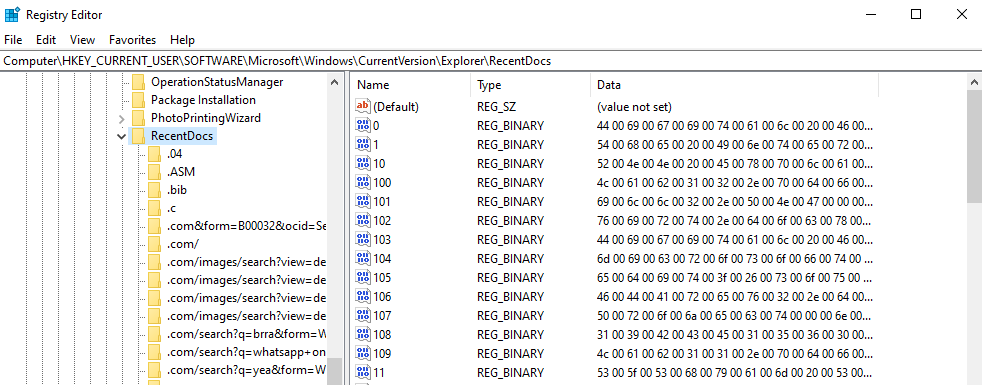 Registry Editor
File Edit View Favorites Help
Computer\HKEY_CURRENT_USER\SOFTWARE\Microsoft\Windows\CurrentVersion\Explorer\RecentDocs
OperationStatusManager
Package Installation
PhotoPrintingWizard
RecentDocs
.04
.ASM
.bib
.c
.com&form=B00032&ocid=Se
.com/
.com/images/search?view=de
.com/images/search?view=de
.com/images/search?view=de
.com/search?q=brra&form=W
.com/search?q=whatsapp+on
.com/search?q=yea&form=W
Name Type Data
(Default) REG_SZ (value not set)
0 REG_BINARY 44 00 69 00 67 00 69 00 74 00 61 00 6c 00 20 00 46 00...
1 REG_BINARY 54 00 68 00 65 00 20 00 49 00 6e 00 74 00 65 00 72 00...
10 REG_BINARY 52 00 4e 00 4e 00 20 00 45 00 78 00 70 00 6c 00 61 00...
100 REG_BINARY 4c 00 61 00 62 00 31 00 32 00 2e 00 70 00 64 00 66 00...
101 REG_BINARY 69 00 6c 00 6c 00 32 00 2e 00 50 00 4e 00 47 00 00 00...
102 REG_BINARY 76 00 69 00 72 00 74 00 2e 00 64 00 6f 00 63 00 78 00...
103 REG_BINARY 44 00 69 00 67 00 69 00 74 00 61 00 6c 00 20 00 46 00...
104 REG_BINARY 6d 00 69 00 63 00 72 00 6f 00 73 00 6f 00 66 00 74 00...
105 REG_BINARY 65 00 64 00 69 00 74 00 3f 00 26 00 73 00 6f 00 75 00...
106 REG_BINARY 46 00 44 00 41 00 72 00 65 00 76 00 32 00 2e 00 64 00...
107 REG_BINARY 50 00 72 00 6f 00 6a 00 65 00 63 00 74 00 00 00 6e 00...
108 REG_BINARY 31 00 39 00 42 00 43 00 45 00 31 00 35 00 36 00 30 00...
109 REG_BINARY 4c 00 61 00 62 00 31 00 31 00 2e 00 70 00 64 00 66 00...
11 REG_BINARY 53 00 5f 00 53 00 68 00 79 00 61 00 6d 00 20 00 53 00...